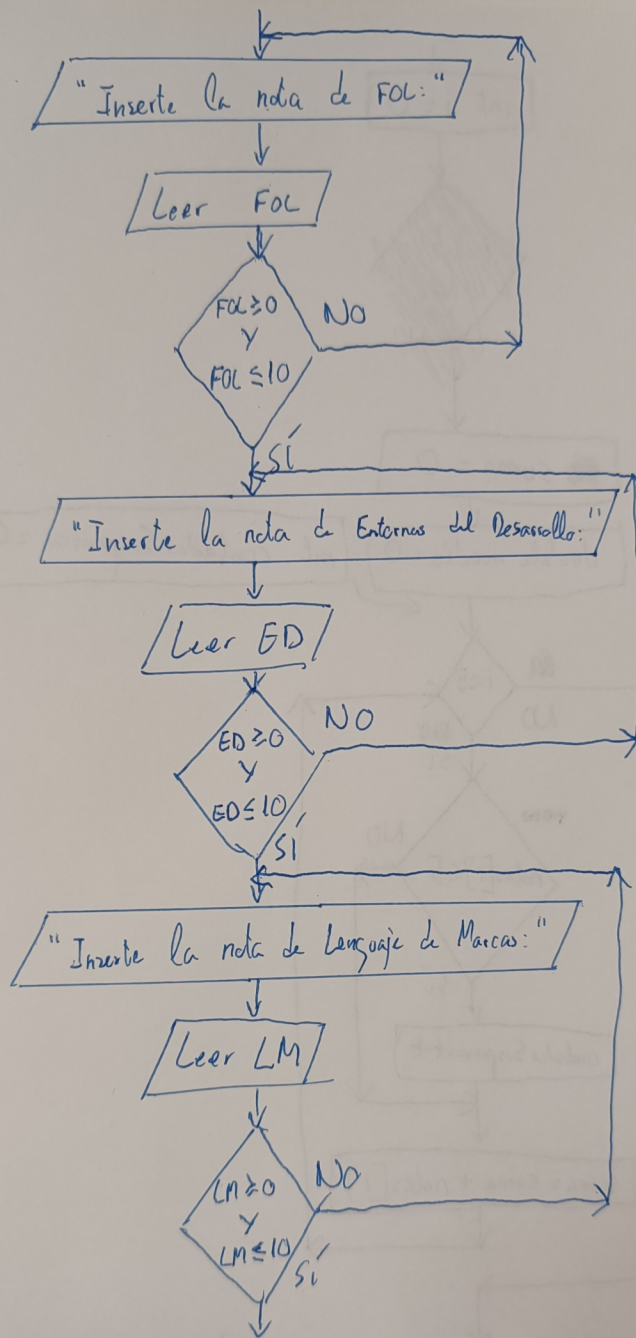 "Inserte la nota de FOL:"
Leer FOL
FOL≥0
Y
FOL≤10
NO
SÍ
"Inserte la nota de Entornos del Desarrollo:"
Leer ED
ED≥0
Y
ED≤10
NO
SÍ
"Inserte la nota de Lenguaje de Marcas:"
Leer LM
LM≥0
Y
LM≤10
NO
SÍ